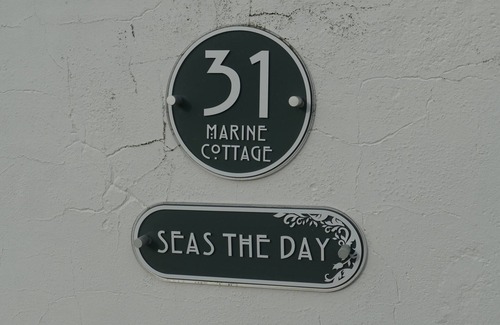 31
MARINE
COTTAGE
SEAS THE DAY